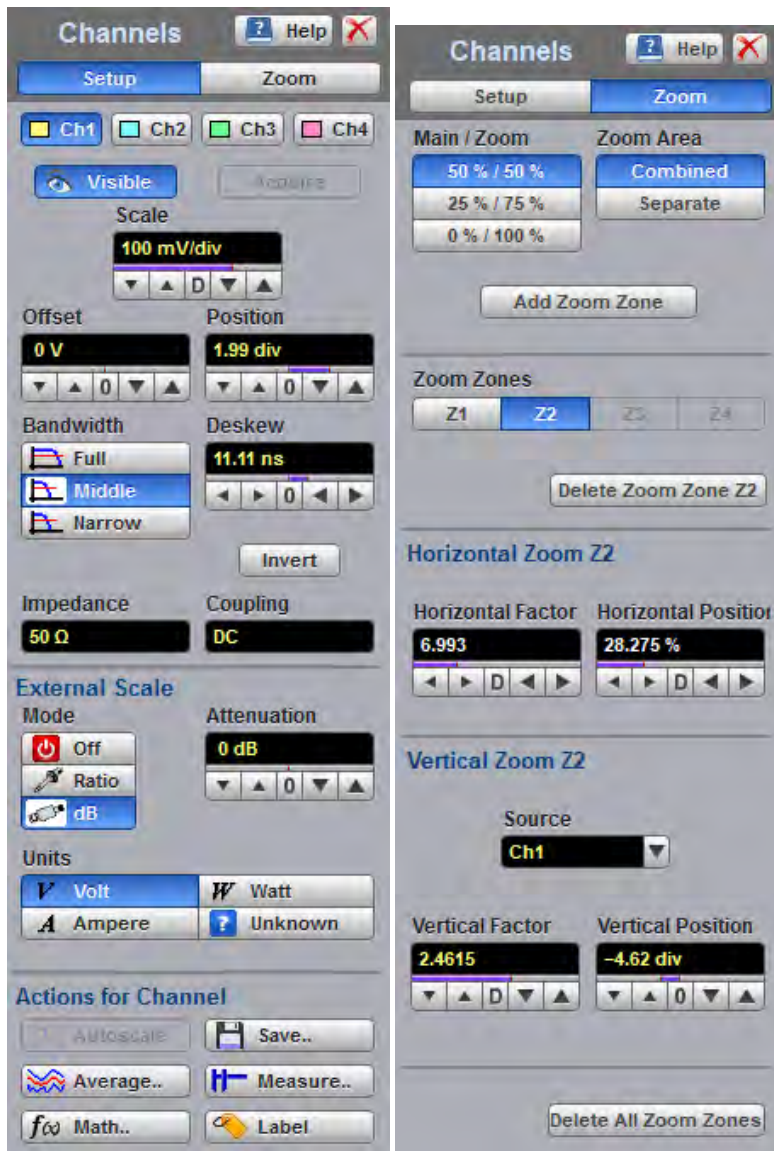 Channels
Help
Setup
Zoom
Ch1
Ch2
Ch3
Ch4
Visible
Acquire
Scale
100 mV/div
D
Offset
Position
0 V
1.99 div
0
0
Bandwidth
Deskew
Full
11.11 ns
Middle
0
Narrow
Invert
Impedance
Coupling
50 Ω
DC
External Scale
Mode
Attenuation
Off
0 dB
Ratio
0
dB
Units
V Volt
W Watt
A Ampere
? Unknown
Actions for Channel
Autoscale
Save..
Average..
Measure..
f(ω) Math..
Label
Channels
Help
Setup
Zoom
Main / Zoom
Zoom Area
50 % / 50 %
Combined
25 % / 75 %
Separate
0 % / 100 %
Add Zoom Zone
Zoom Zones
Z1
Z2
Z3
Z4
Delete Zoom Zone Z2
Horizontal Zoom Z2
Horizontal Factor
Horizontal Position
6.993
28.275 %
D
D
Vertical Zoom Z2
Source
Ch1
Vertical Factor
Vertical Position
2.4615
−4.62 div
D
0
Delete All Zoom Zones